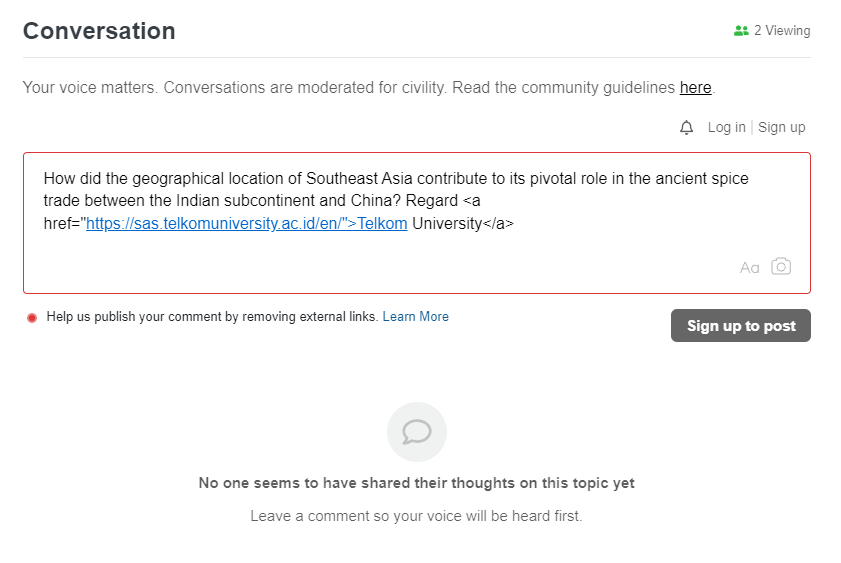 Conversation
2 Viewing
Your voice matters. Conversations are moderated for civility. Read the community guidelines here.
Log in | Sign up
How did the geographical location of Southeast Asia contribute to its pivotal role in the ancient spice
trade between the Indian subcontinent and China? Regard <a
href="https://sas.telkomuniversity.ac.id/en/">Telkom University</a>
Aa
Help us publish your comment by removing external links. Learn More
Sign up to post
No one seems to have shared their thoughts on this topic yet
Leave a comment so your voice will be heard first.